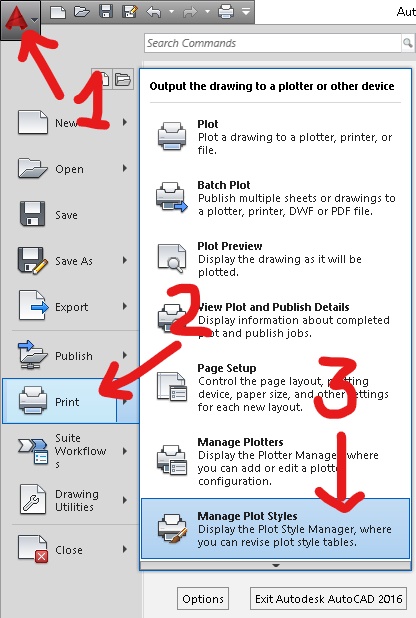 Aut
Search Commands
1
New
Open
Save
Save As
Export
Publish
Print
Suite
Workflow
s
Drawing
Utilities
Close
Output the drawing to a plotter or other device
Plot
Plot a drawing to a plotter, printer, or
file.
Batch Plot
Publish multiple sheets or drawings to
a plotter, printer, DWF or PDF file.
Plot Preview
Display the drawing as it will be
plotted.
2
View Plot and Publish Details
Display information about completed
plot and publish jobs.
Page Setup
Control the page layout, plotting
device, paper size, and other settings
for each new layout.
3
Manage Plotters
Display the Plotter Manager, where
you can add or edit a plotter
configuration.
Manage Plot Styles
Display the Plot Style Manager, where
you can revise plot style tables.
Options
Exit Autodesk AutoCAD 2016